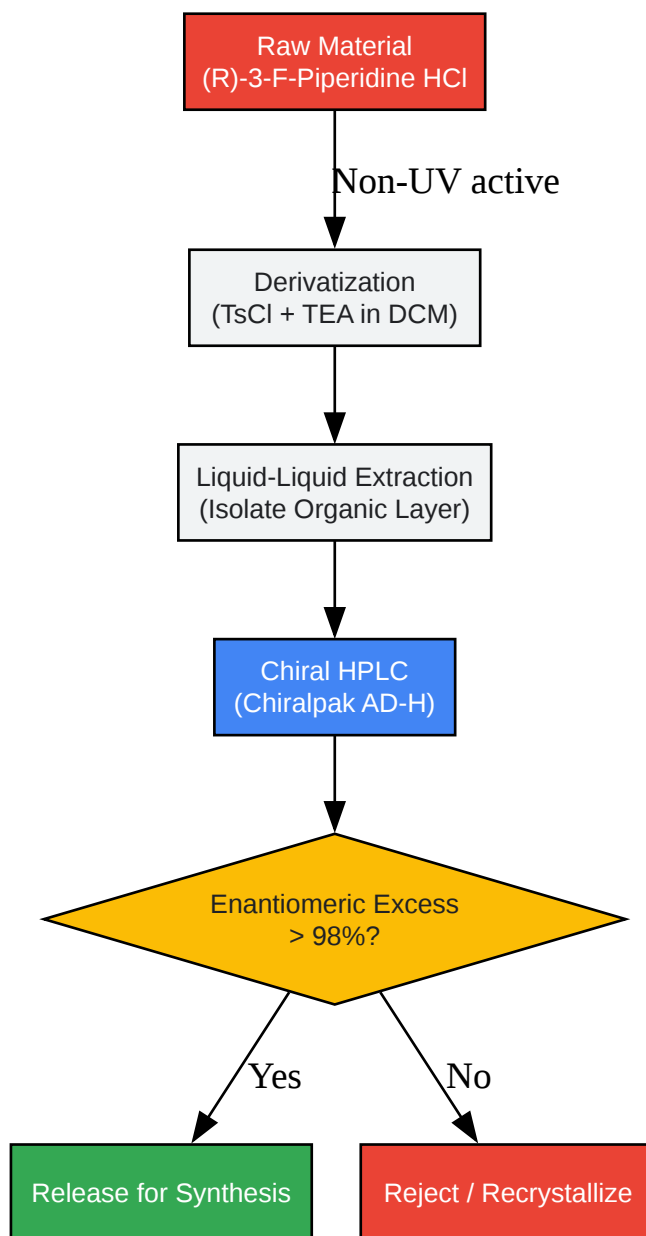 Raw Material
(R)-3-F-Piperidine HCl
Non-UV active
Derivatization
(TsCl + TEA in DCM)
Liquid-Liquid Extraction
(Isolate Organic Layer)
Chiral HPLC
(Chiralpak AD-H)
Enantiomeric Excess
> 98%?
Yes
No
Release for Synthesis
Reject / Recrystallize